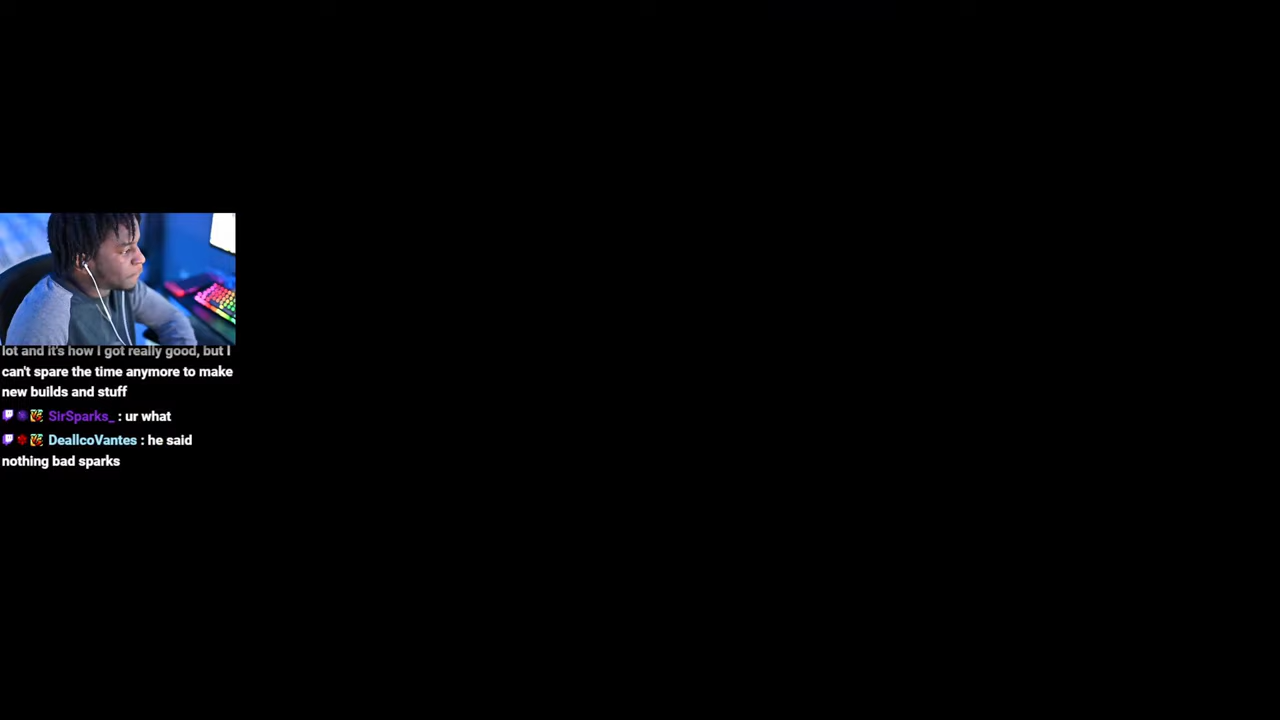 lot and it's how I got really good, but I
can't spare the time anymore to make
new builds and stuff
SirSparks_ : ur what
DeallcoVantes : he said
nothing bad sparks